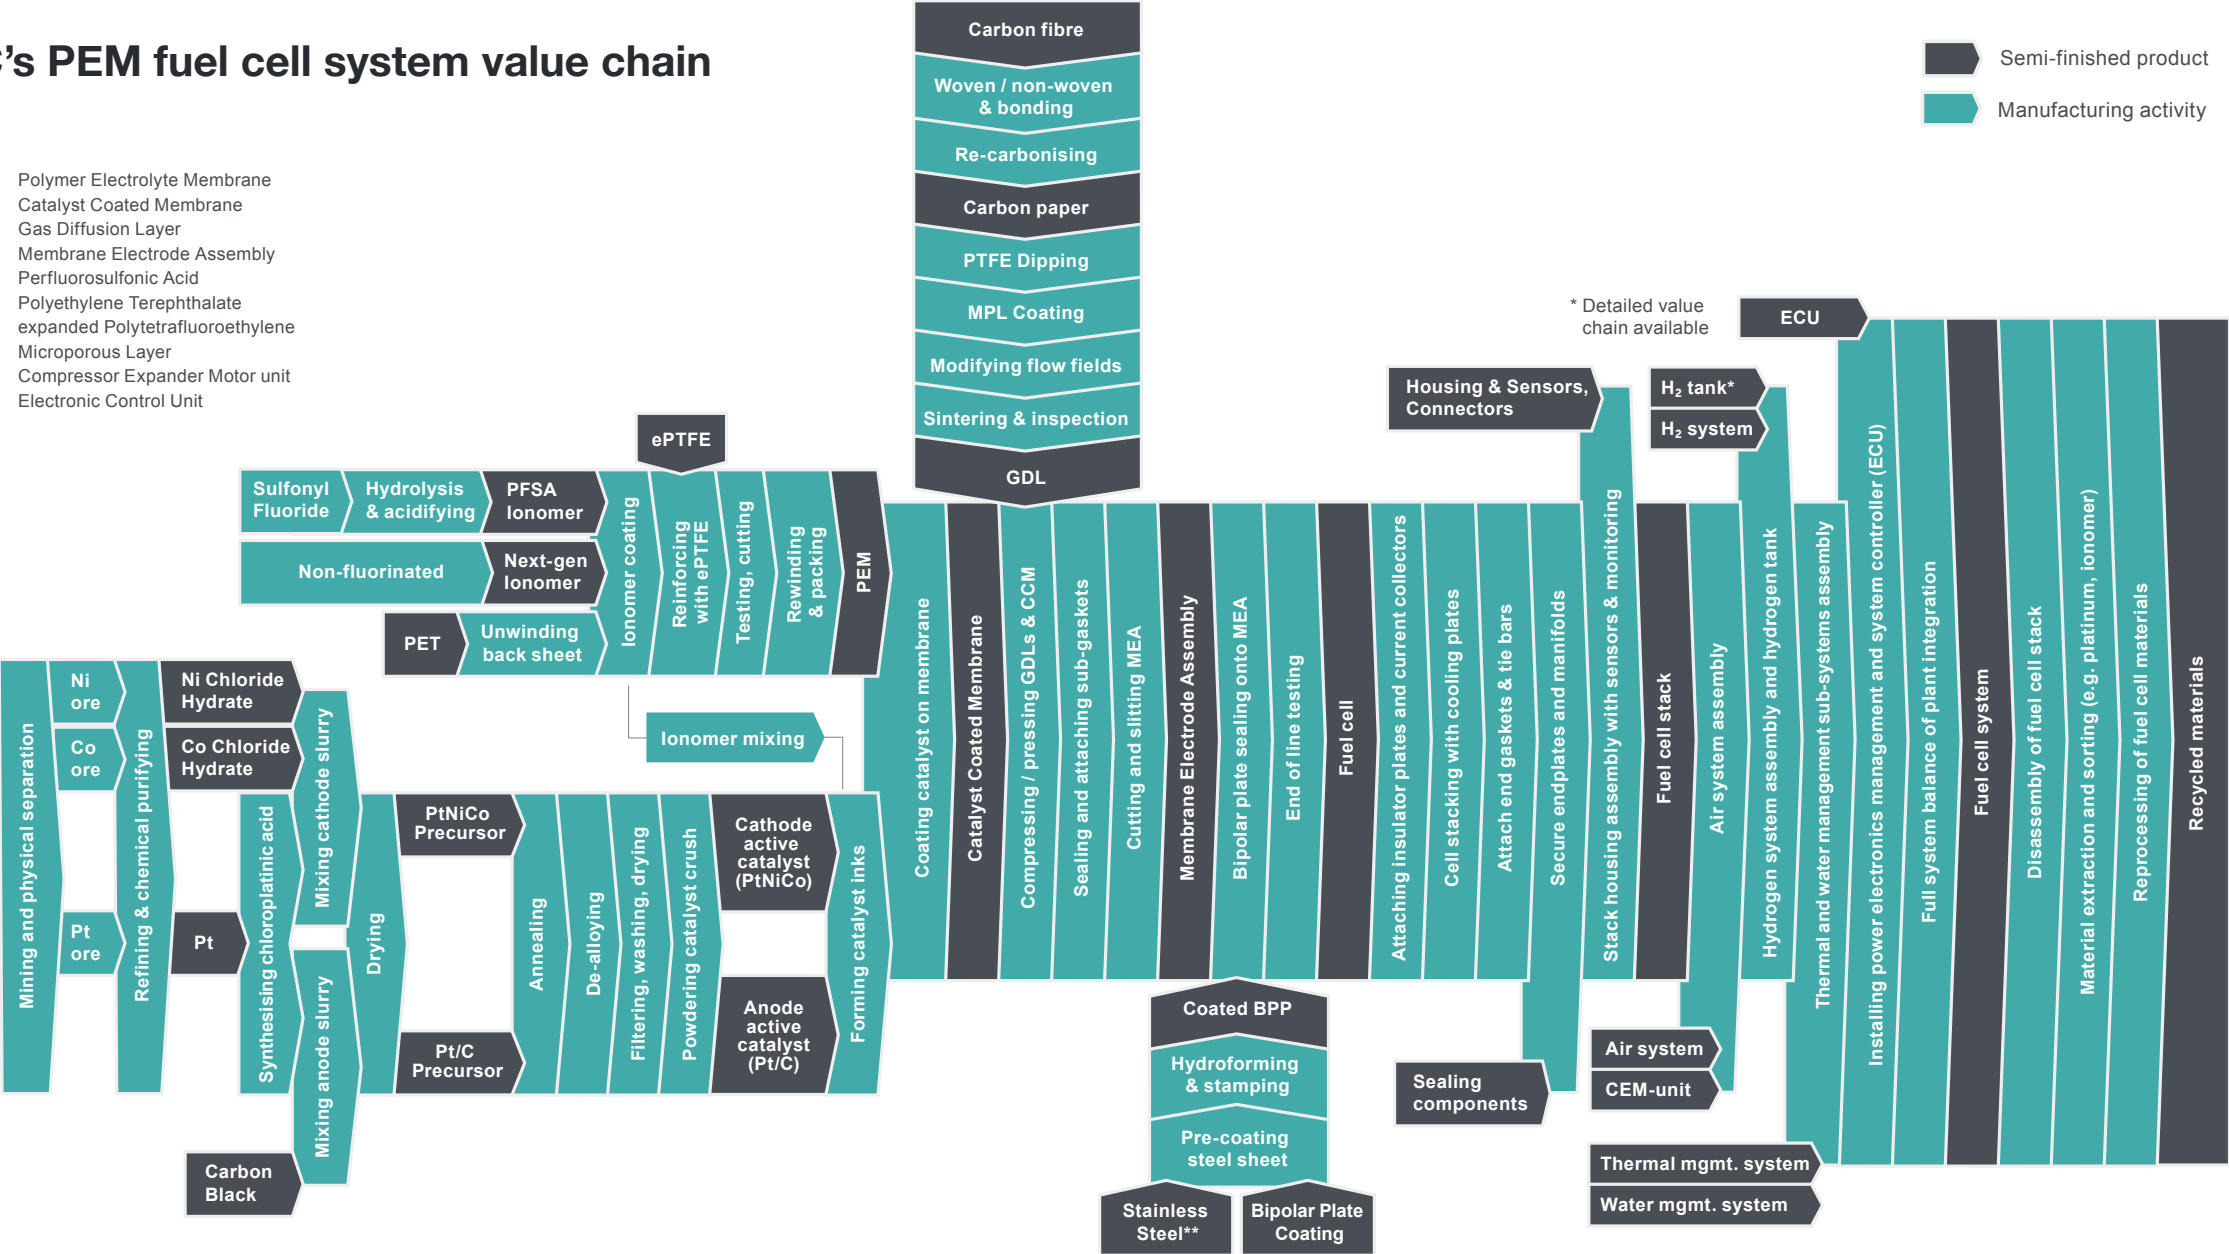 's PEM fuel cell system value chain
Semi-finished product
Manufacturing activity
Polymer Electrolyte Membrane
Catalyst Coated Membrane
Gas Diffusion Layer
Membrane Electrode Assembly
Perfluorosulfonic Acid
Polyethylene Terephthalate
expanded Polytetrafluoroethylene
Microporous Layer
Compressor Expander Motor unit
Electronic Control Unit
Carbon fibre
Woven / non-woven
& bonding
Re-carbonising
Carbon paper
PTFE Dipping
MPL Coating
Modifying flow fields
Sintering & inspection
GDL
* Detailed value
chain available
ECU
Housing & Sensors,
Connectors
H₂ tank*
H₂ system
ePTFE
Sulfonyl
Fluoride
Hydrolysis
& acidifying
PFSA
Ionomer
Non-fluorinated
Next-gen
Ionomer
PET
Unwinding
back sheet
Ionomer coating
Reinforcing
with ePTFE
Testing, cutting
Rewinding
& packing
PEM
Ionomer mixing
Mining and physical separation
Ni
ore
Co
ore
Pt
ore
Refining & chemical purifying
Ni Chloride
Hydrate
Co Chloride
Hydrate
Pt
Synthesising chloroplatinic acid
Mixing cathode slurry
Mixing anode slurry
Carbon
Black
Drying
PtNiCo
Precursor
Pt/C
Precursor
Annealing
De-alloying
Filtering, washing, drying
Powdering catalyst crush
Cathode
active
catalyst
(PtNiCo)
Anode
active
catalyst
(Pt/C)
Forming catalyst inks
Coating catalyst on membrane
Catalyst Coated Membrane
Compressing / pressing GDLs & CCM
Sealing and attaching sub-gaskets
Cutting and slitting MEA
Membrane Electrode Assembly
Bipolar plate sealing onto MEA
End of line testing
Fuel cell
Attaching insulator plates and current collectors
Cell stacking with cooling plates
Attach end gaskets & tie bars
Secure endplates and manifolds
Stack housing assembly with sensors & monitoring
Fuel cell stack
Air system assembly
Hydrogen system assembly and hydrogen tank
Thermal and water management sub-systems assembly
Installing power electronics management and system controller (ECU)
Full system balance of plant integration
Fuel cell system
Disassembly of fuel cell stack
Material extraction and sorting (e.g. platinum, ionomer)
Reprocessing of fuel cell materials
Recycled materials
Coated BPP
Hydroforming
& stamping
Pre-coating
steel sheet
Stainless
Steel**
Bipolar Plate
Coating
Sealing
components
Air system
CEM-unit
Thermal mgmt. system
Water mgmt. system